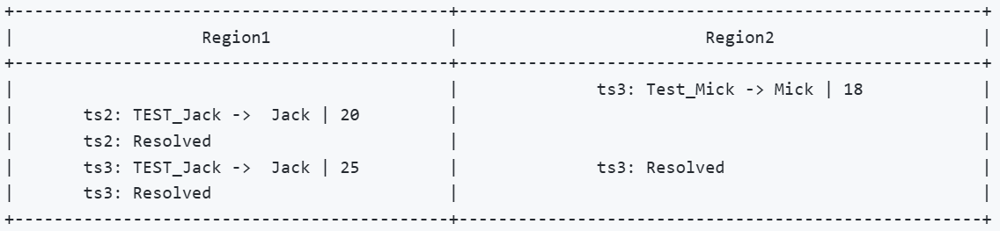 +--------------------------------------------+------------------------------------------------------+
|                  Region1                   |                        Region2                       |
+--------------------------------------------+------------------------------------------------------+
|                                            |              ts3: Test_Mick -> Mick | 18             |
|       ts2: TEST_Jack ->  Jack | 20         |                                                      |
|       ts2: Resolved                        |                                                      |
|       ts3: TEST_Jack ->  Jack | 25         |              ts3: Resolved                           |
|       ts3: Resolved                        |                                                      |
+--------------------------------------------+------------------------------------------------------+